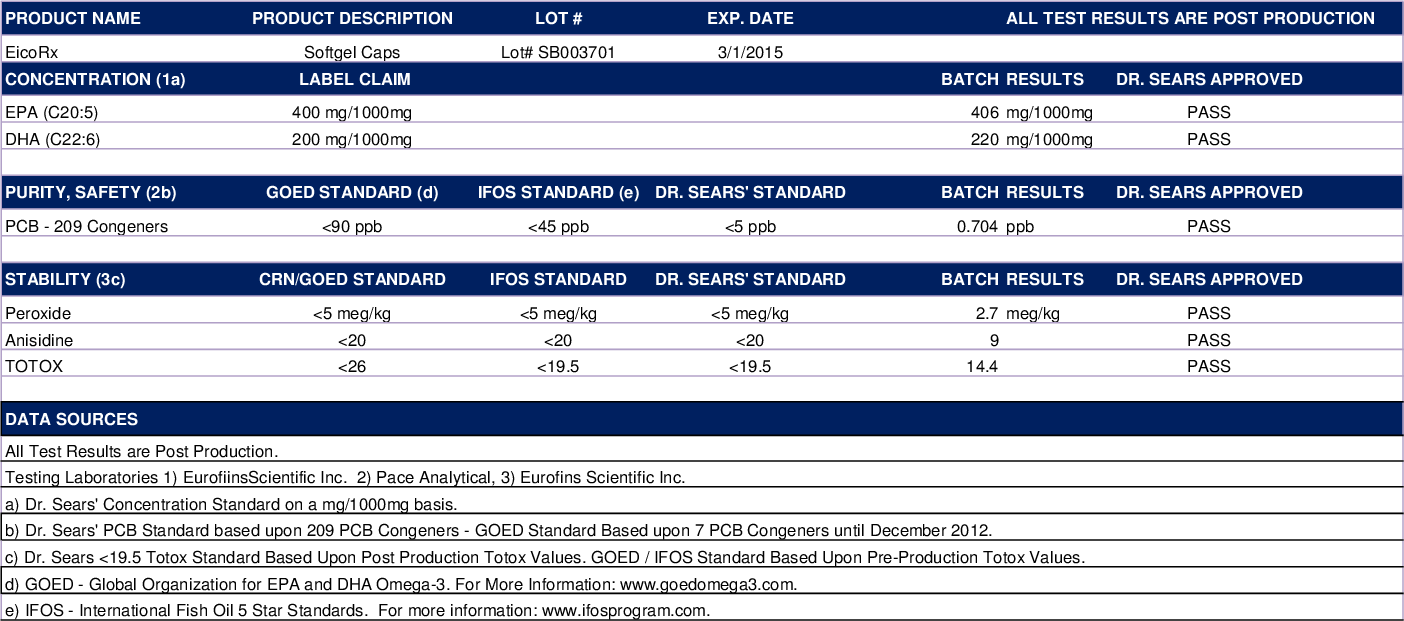 PRODUCT NAME PRODUCT DESCRIPTION LOT # EXP. DATE ALL TEST RESULTS ARE POST PRODUCTION
EicoRx Softgel Caps Lot# SB003701 3/1/2015
CONCENTRATION (1a) LABEL CLAIM BATCH RESULTS DR. SEARS APPROVED
EPA (C20:5) 400 mg/1000mg 406 mg/1000mg PASS
DHA (C22:6) 200 mg/1000mg 220 mg/1000mg PASS
PURITY, SAFETY (2b) GOED STANDARD (d) IFOS STANDARD (e) DR. SEARS' STANDARD BATCH RESULTS DR. SEARS APPROVED
PCB - 209 Congeners <90 ppb <45 ppb <5 ppb 0.704 ppb PASS
STABILITY (3c) CRN/GOED STANDARD IFOS STANDARD DR. SEARS' STANDARD BATCH RESULTS DR. SEARS APPROVED
Peroxide <5 meg/kg <5 meg/kg <5 meg/kg 2.7 meg/kg PASS
Anisidine <20 <20 <20 9 PASS
TOTOX <26 <19.5 <19.5 14.4 PASS
DATA SOURCES
All Test Results are Post Production.
Testing Laboratories 1) EurofiinsScientific Inc. 2) Pace Analytical, 3) Eurofins Scientific Inc.
a) Dr. Sears' Concentration Standard on a mg/1000mg basis.
b) Dr. Sears' PCB Standard based upon 209 PCB Congeners - GOED Standard Based upon 7 PCB Congeners until December 2012.
c) Dr. Sears <19.5 Totox Standard Based Upon Post Production Totox Values. GOED / IFOS Standard Based Upon Pre-Production Totox Values.
d) GOED - Global Organization for EPA and DHA Omega-3. For More Information: www.goedomega3.com.
e) IFOS - International Fish Oil 5 Star Standards. For more information: www.ifosprogram.com.